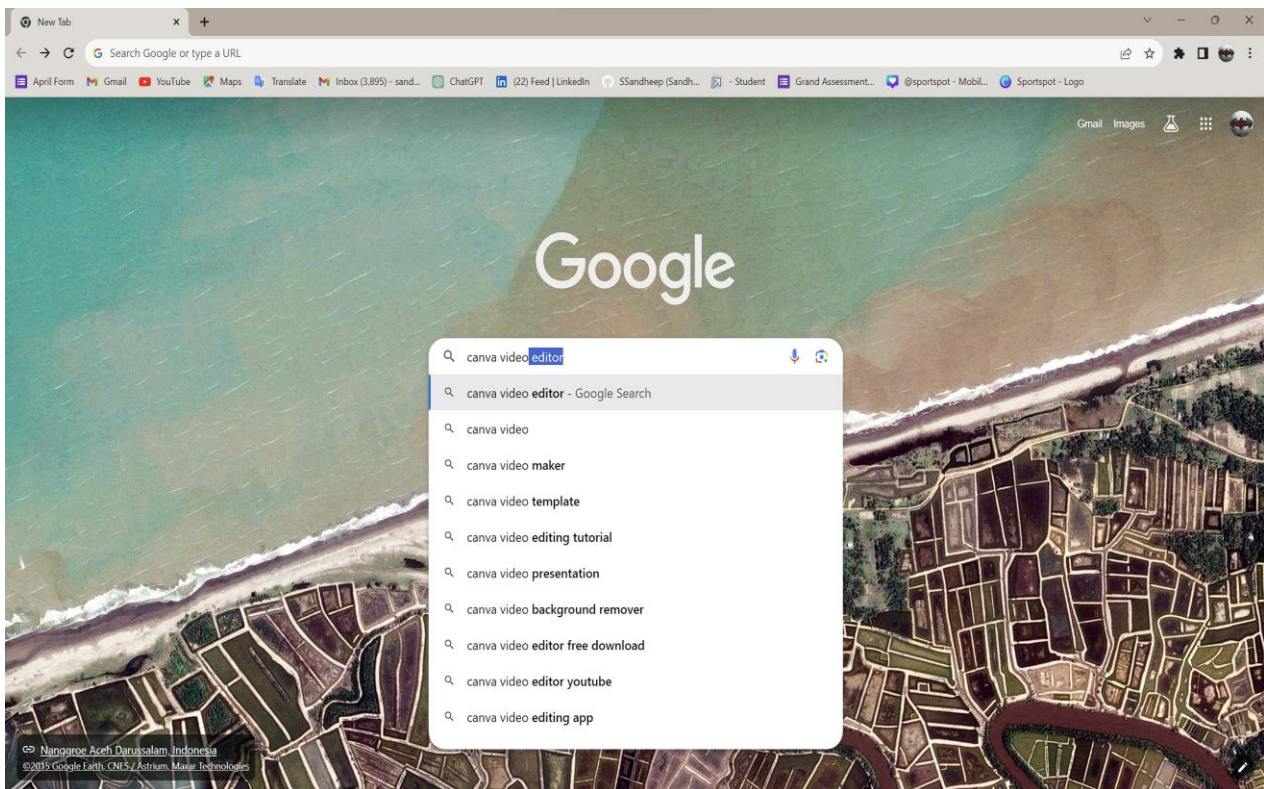 New Tab
Search Google or type a URL
April Form Gmail YouTube Maps Translate Inbox (3,895) - sand... ChatGPT (22) Feed | LinkedIn SSandheep (Sandh... - Student Grand Assessment... @sportspot - Mobil... Sportspot - Logo
Gmail Images
Google
canva video editor
canva video editor - Google Search
canva video
canva video maker
canva video template
canva video editing tutorial
canva video presentation
canva video background remover
canva video editor free download
canva video editor youtube
canva video editing app
Nanggroe Aceh Darussalam, Indonesia
©2015 Google Earth, CNES / Astrium, Maxar Technologies